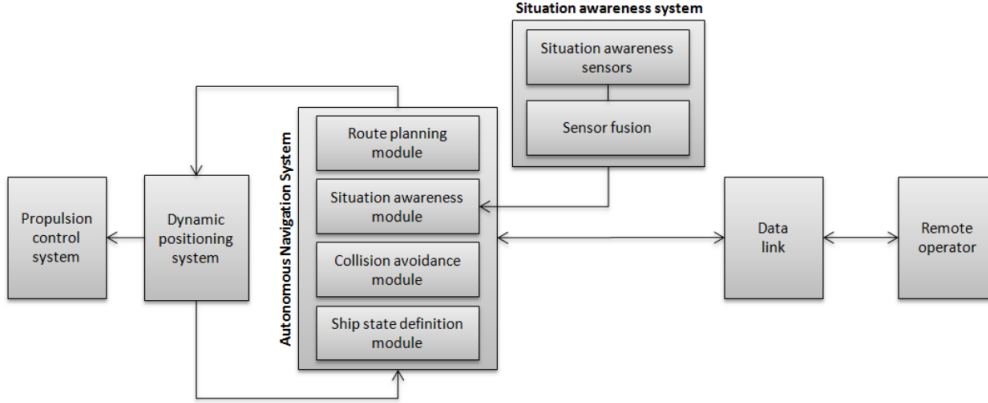 Situation awareness system
Situation awareness
sensors
Sensor fusion
Autonomous Navigation System
Route planning
module
Situation awareness
module
Collision avoidance
module
Ship state definition
module
Propulsion
control
system
Dynamic
positioning
system
Data
link
Remote
operator